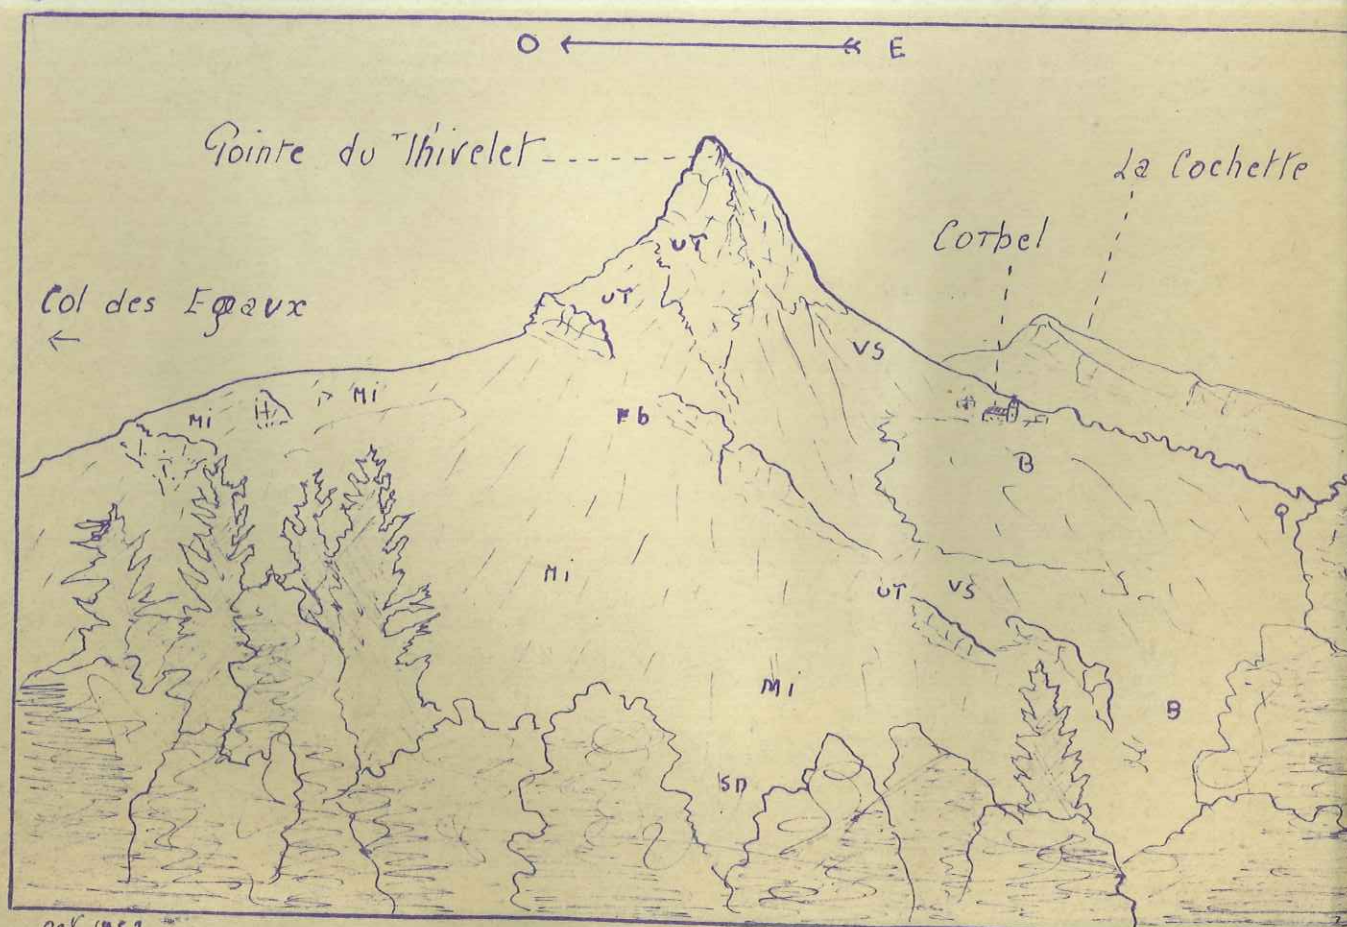 O E
Pointe du Thivelet
La Cochette
Corbel
Col des Egaux
UT
UT
VS
Mi
Mi
Fb
B
Mi
UT VS
Mi
B
Sn